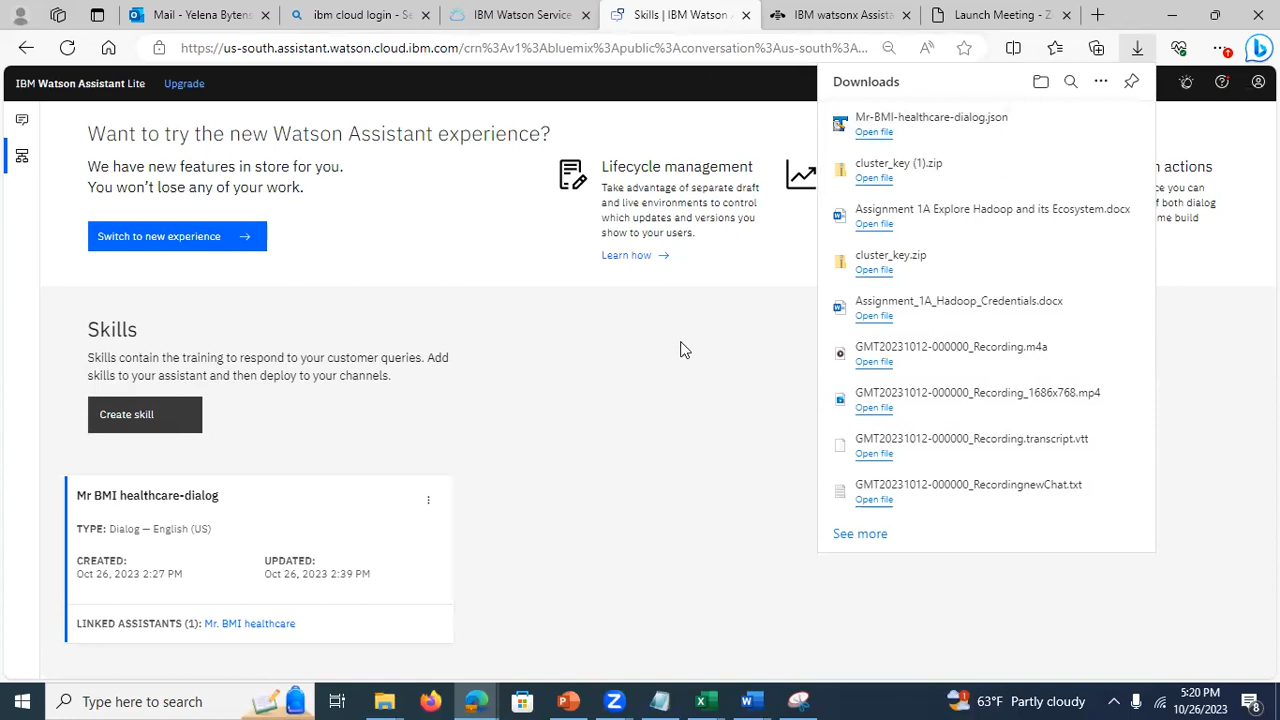 Mail - Yelena Bytens
ibm cloud login - Se
IBM Watson Service
Skills | IBM Watson
IBM watsonx Assista
Launch Meeting - Z
https://us-south.assistant.watson.cloud.ibm.com/crn%3Av1%3Abluemix%3Apublic%3Aconversation%3Aus-south%3A...
IBM Watson Assistant Lite
Upgrade
Want to try the new Watson Assistant experience?
We have new features in store for you.
You won't lose any of your work.
Switch to new experience
Lifecycle management
Take advantage of separate draft
and live environments to control
which updates and versions you
show to your users.
Learn how
n actions
ce you can
f both dialog
me build
Downloads
Mr-BMI-healthcare-dialog.json
Open file
cluster_key (1).zip
Open file
Assignment 1A Explore Hadoop and its Ecosystem.docx
Open file
cluster_key.zip
Open file
Assignment_1A_Hadoop_Credentials.docx
Open file
GMT20231012-000000_Recording.m4a
Open file
GMT20231012-000000_Recording_1686x768.mp4
Open file
GMT20231012-000000_Recording.transcript.vtt
Open file
GMT20231012-000000_RecordingnewChat.txt
Open file
See more
Skills
Skills contain the training to respond to your customer queries. Add
skills to your assistant and then deploy to your channels.
Create skill
Mr BMI healthcare-dialog
TYPE: Dialog — English (US)
CREATED:
Oct 26, 2023 2:27 PM
UPDATED:
Oct 26, 2023 2:39 PM
LINKED ASSISTANTS (1): Mr. BMI healthcare
Type here to search
63°F Partly cloudy
5:20 PM
10/26/2023
8